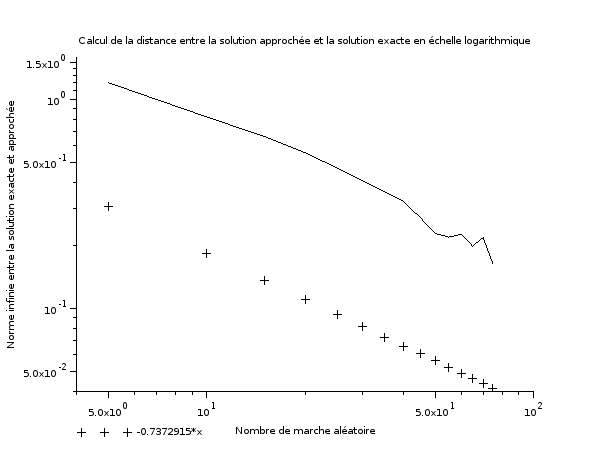 Calcul de la distance entre la solution approchée et la solution exacte en échelle logarithmique
Norme infinie entre la solution exacte et approchée
1.5x10^0
10^0
5.0x10^-1
10^-1
5.0x10^-2
5.0x10^0
10^1
5.0x10^1
10^2
-0.7372915*x
Nombre de marche aléatoire